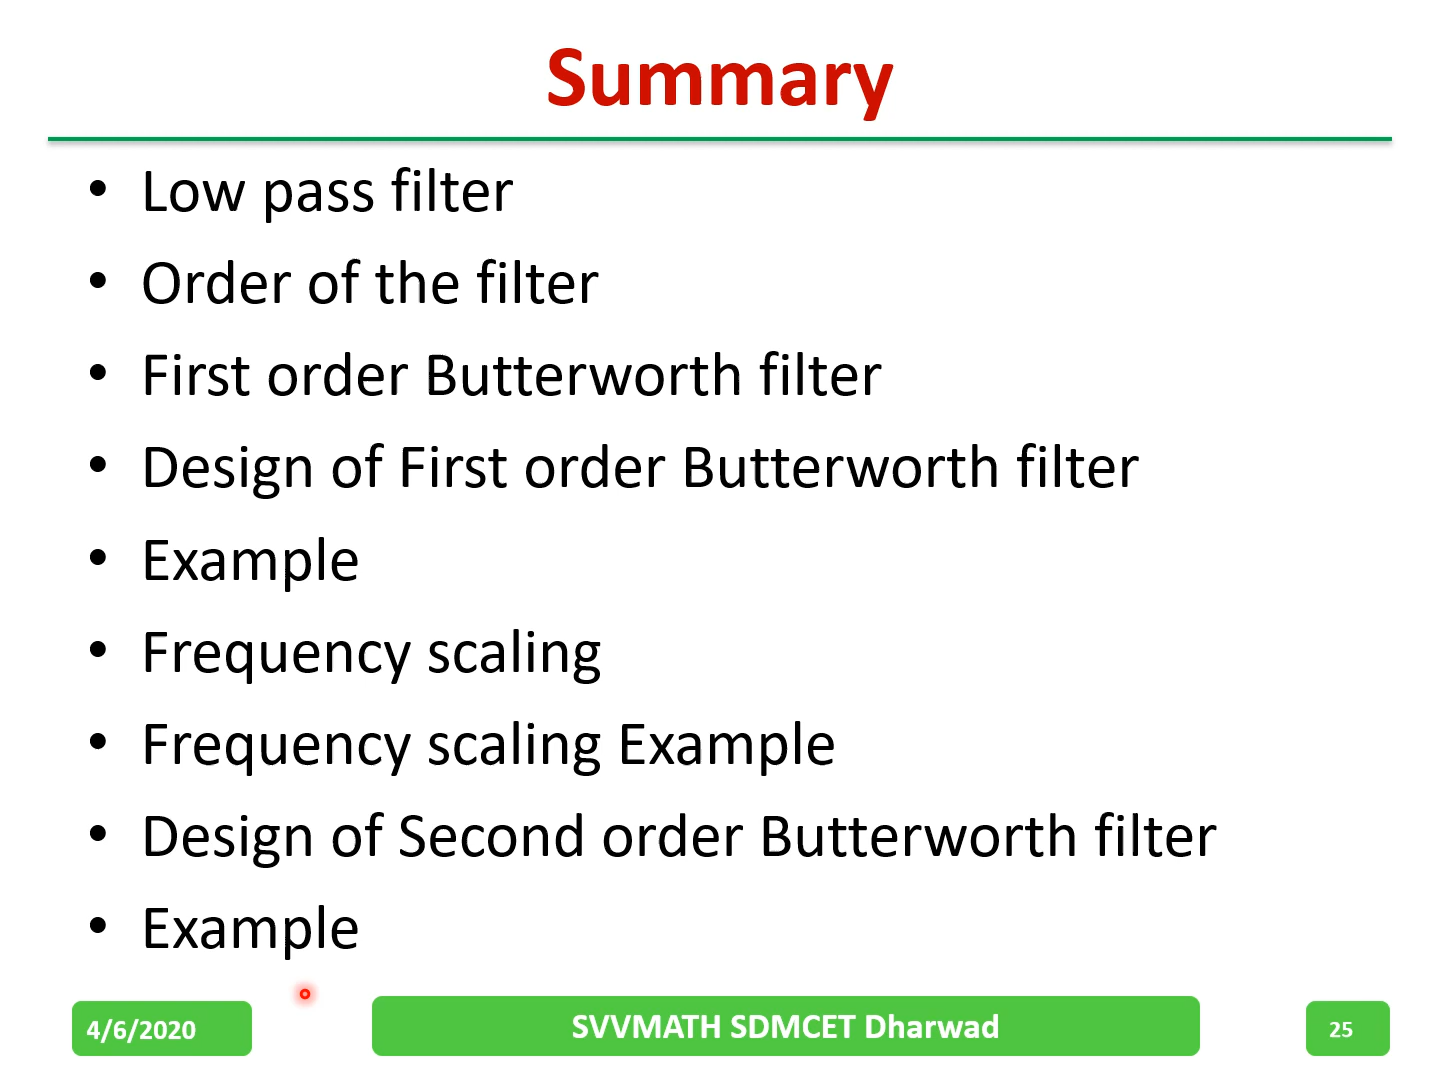 Summary
• Low pass filter
• Order of the filter
• First order Butterworth filter
• Design of First order Butterworth filter
• Example
• Frequency scaling
• Frequency scaling Example
• Design of Second order Butterworth filter
• Example
4/6/2020
SVVMATH SDMCET Dharwad
25